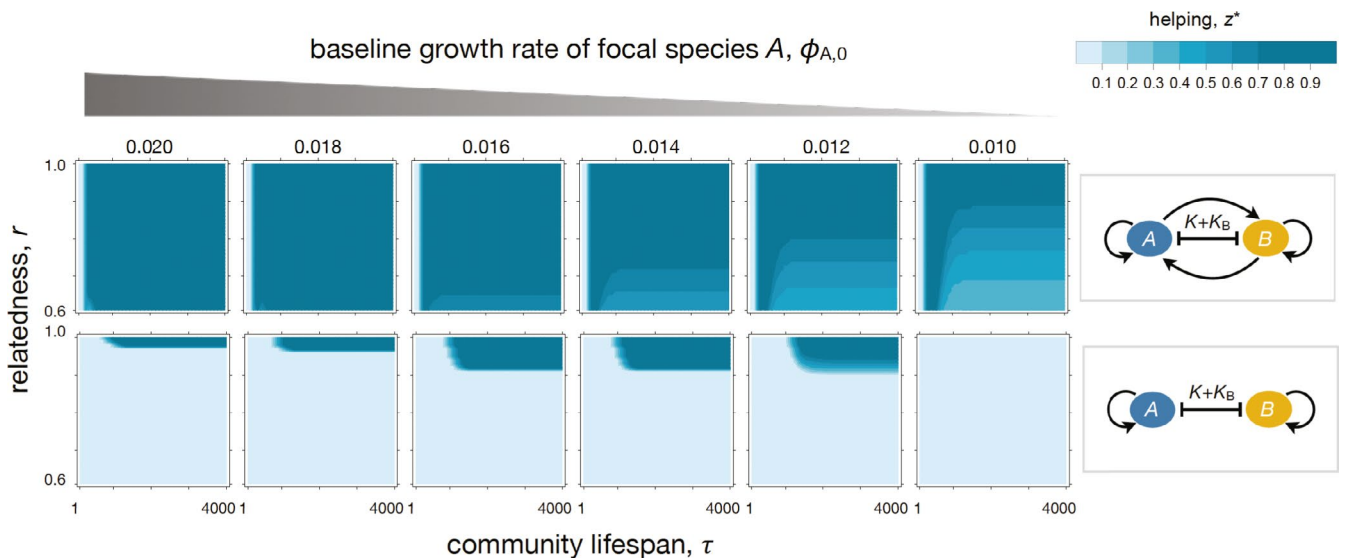 helping, z*
0.1 0.2 0.3 0.4 0.5 0.6 0.7 0.8 0.9
baseline growth rate of focal species A, ϕA,0
0.020 0.018 0.016 0.014 0.012 0.010
relatedness, r
1.0
0.6
A K+KB B
1.0
0.6
A K+KB B
1 4000 1 4000 1 4000 1 4000 1 4000 1 4000
community lifespan, τ